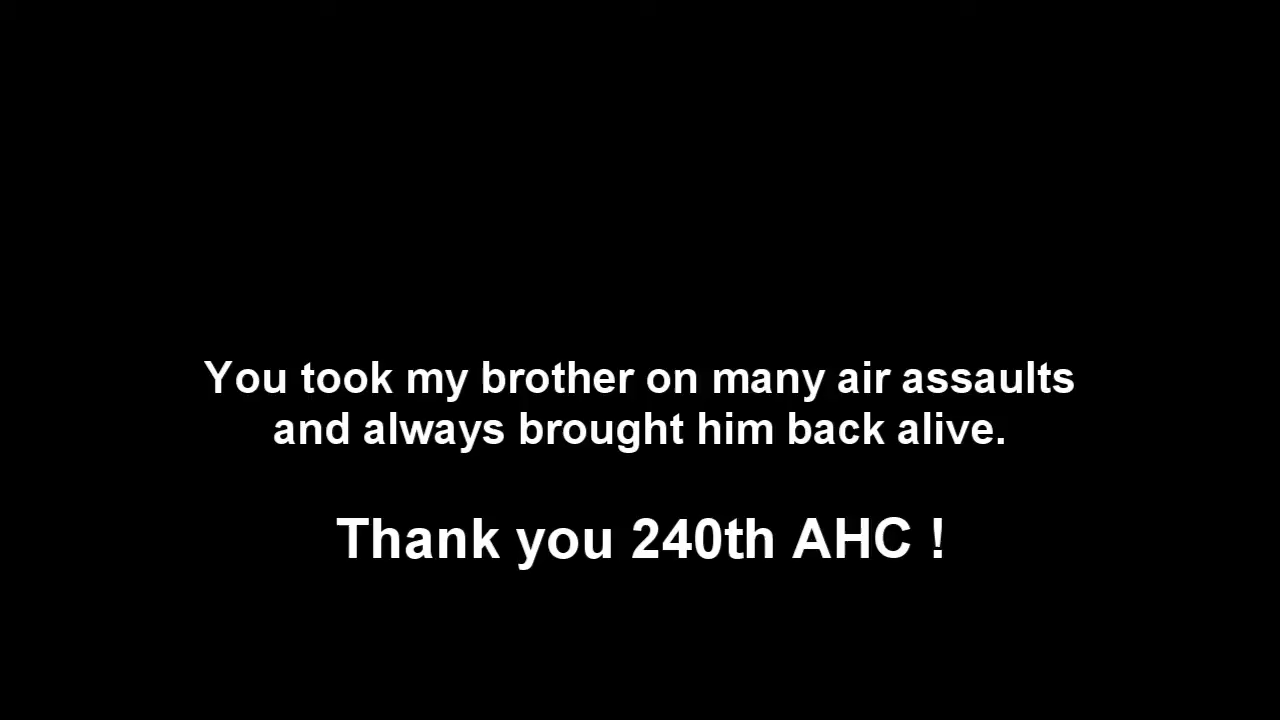 You took my brother on many air assaults
and always brought him back alive.
Thank you 240th AHC !